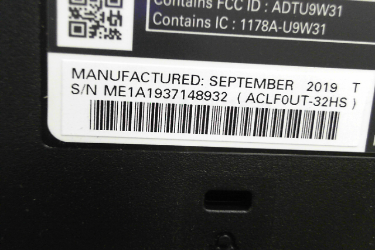 Contains FCC ID : ADTU9W31
Contains IC : 1178A-U9W31
MANUFACTURED: SEPTEMBER 2019 T
S/N ME1A1937148932 ( ACLF0UT-32HS )